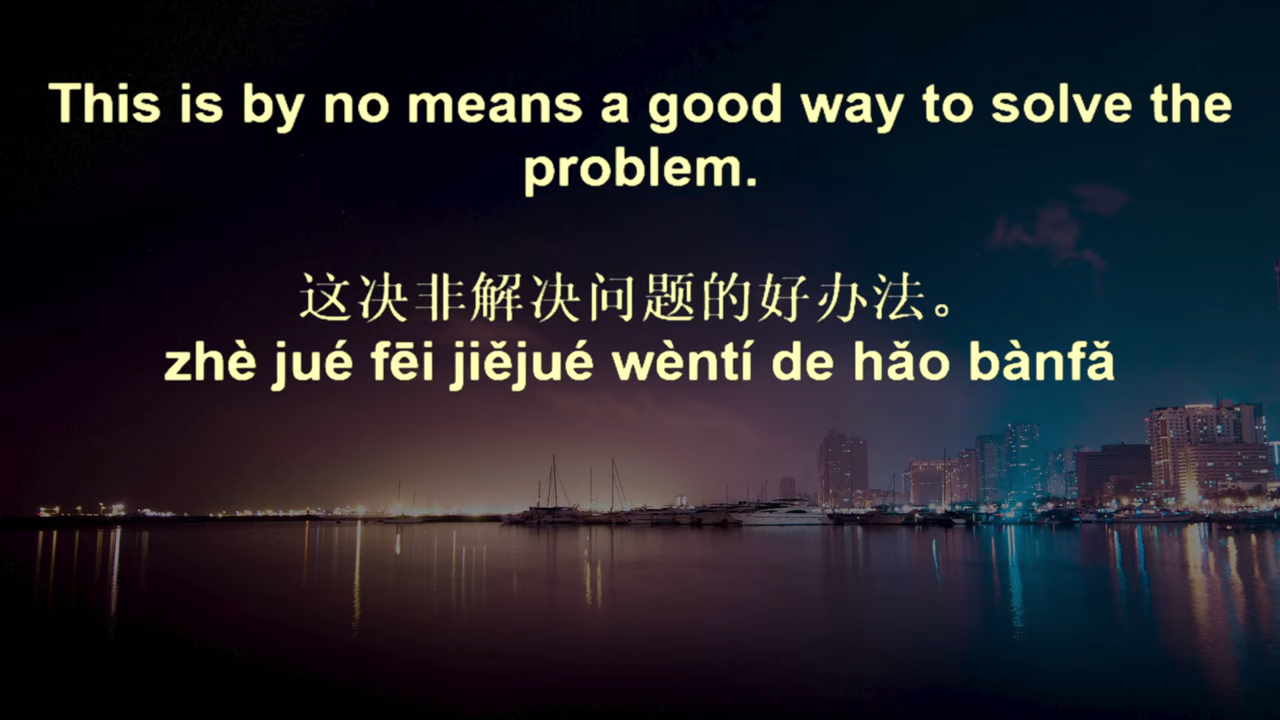 This is by no means a good way to solve the
problem.
这决非解决问题的好办法。
zhè jué fēi jiějué wèntí de hǎo bànfǎ